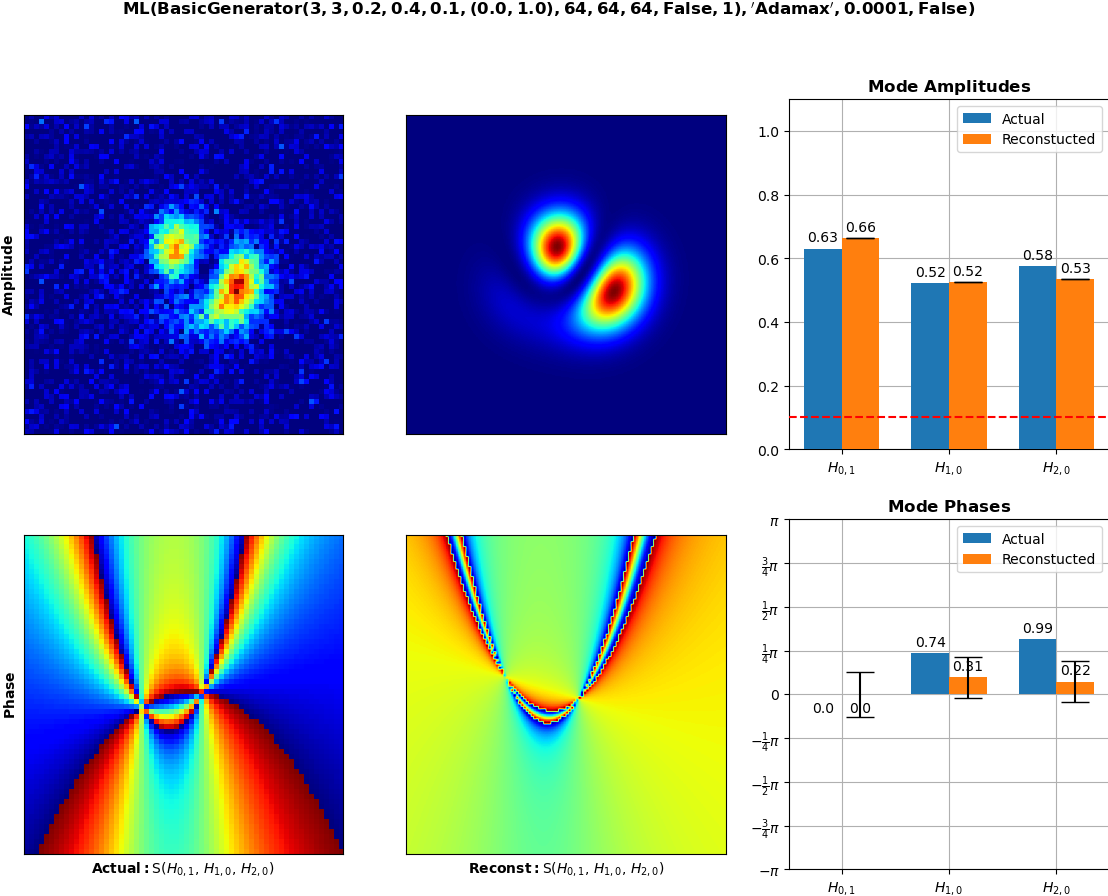 ML(BasicGenerator(3, 3, 0.2, 0.4, 0.1, (0.0, 1.0), 64, 64, 64, False, 1), ′Adamax′, 0.0001, False)
Amplitude
Mode Amplitudes
Actual
Reconstucted
1.0
0.8
0.6
0.4
0.2
0.0
0.63
0.66
0.52
0.52
0.58
0.53
H0,1
H1,0
H2,0
Phase
Actual: S(H0,1, H1,0, H2,0)
Reconst: S(H0,1, H1,0, H2,0)
Mode Phases
Actual
Reconstucted
π
3/4π
1/2π
1/4π
0
−1/4π
−1/2π
−3/4π
−π
0.0
0.0
0.74
0.31
0.99
0.22
H0,1
H1,0
H2,0